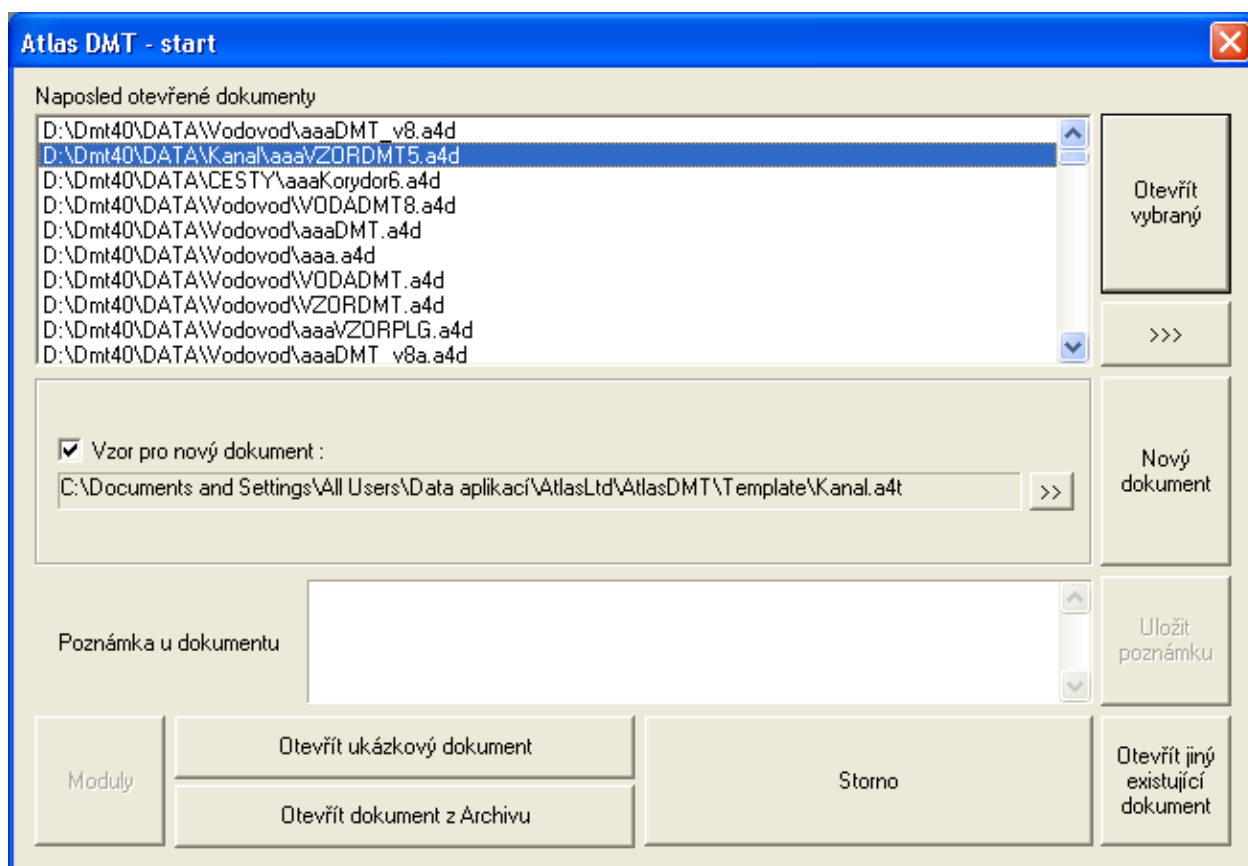 Atlas DMT - start
Naposled otevřené dokumenty
D:\Dmt40\DATA\Vodovod\aaaDMT_v8.a4d
D:\Dmt40\DATA\Kanal\aaaVZORDMT5.a4d
D:\Dmt40\DATA\CESTY\aaaKorydor6.a4d
D:\Dmt40\DATA\Vodovod\VODADMT8.a4d
D:\Dmt40\DATA\Vodovod\aaaDMT.a4d
D:\Dmt40\DATA\Vodovod\aaa.a4d
D:\Dmt40\DATA\Vodovod\VODADMT.a4d
D:\Dmt40\DATA\Vodovod\VZORDMT.a4d
D:\Dmt40\DATA\Vodovod\aaaVZORPLG.a4d
D:\Dmt40\DATA\Vodovod\aaaDMT_v8a.a4d
Otevřít
vybraný
>>>
Vzor pro nový dokument :
C:\Documents and Settings\All Users\Data aplikací\AtlasLtd\AtlasDMT\Template\Kanal.a4t
>>
Nový
dokument
Poznámka u dokumentu
Uložit
poznámku
Moduly
Otevřít ukázkový dokument
Otevřít dokument z Archivu
Storno
Otevřít jiný
existující
dokument